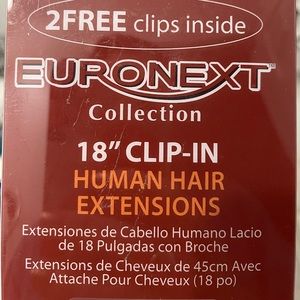 2FREE clips inside
EURONEXT™
Collection
18" CLIP-IN
HUMAN HAIR
EXTENSIONS
Extensiones de Cabello Humano Lacio
de 18 Pulgadas con Broche
Extensions de Cheveux de 45cm Avec
Attache Pour Cheveux (18 po)